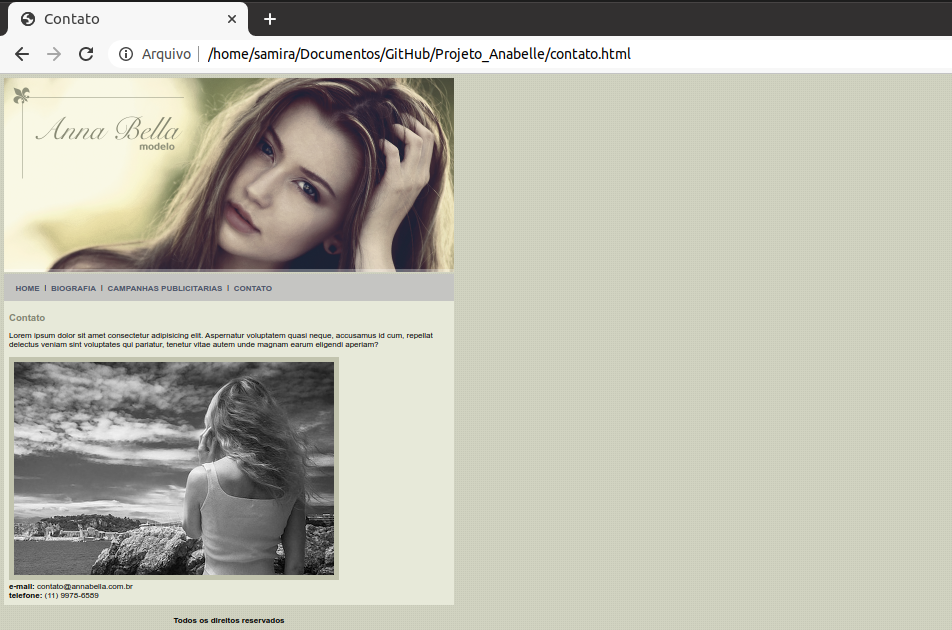 Contato
Arquivo | /home/samira/Documentos/GitHub/Projeto_Anabelle/contato.html
Anna Bella
modelo
HOME | BIOGRAFIA | CAMPANHAS PUBLICITARIAS | CONTATO
Contato
Lorem ipsum dolor sit amet consectetur adipisicing elit. Aspernatur voluptatem quasi neque, accusamus id cum, repellat
delectus veniam sint voluptates qui pariatur, tenetur vitae autem unde magnam earum eligendi aperiam?
e-mail: contato@annabella.com.br
telefone: (11) 9978-6589
Todos os direitos reservados